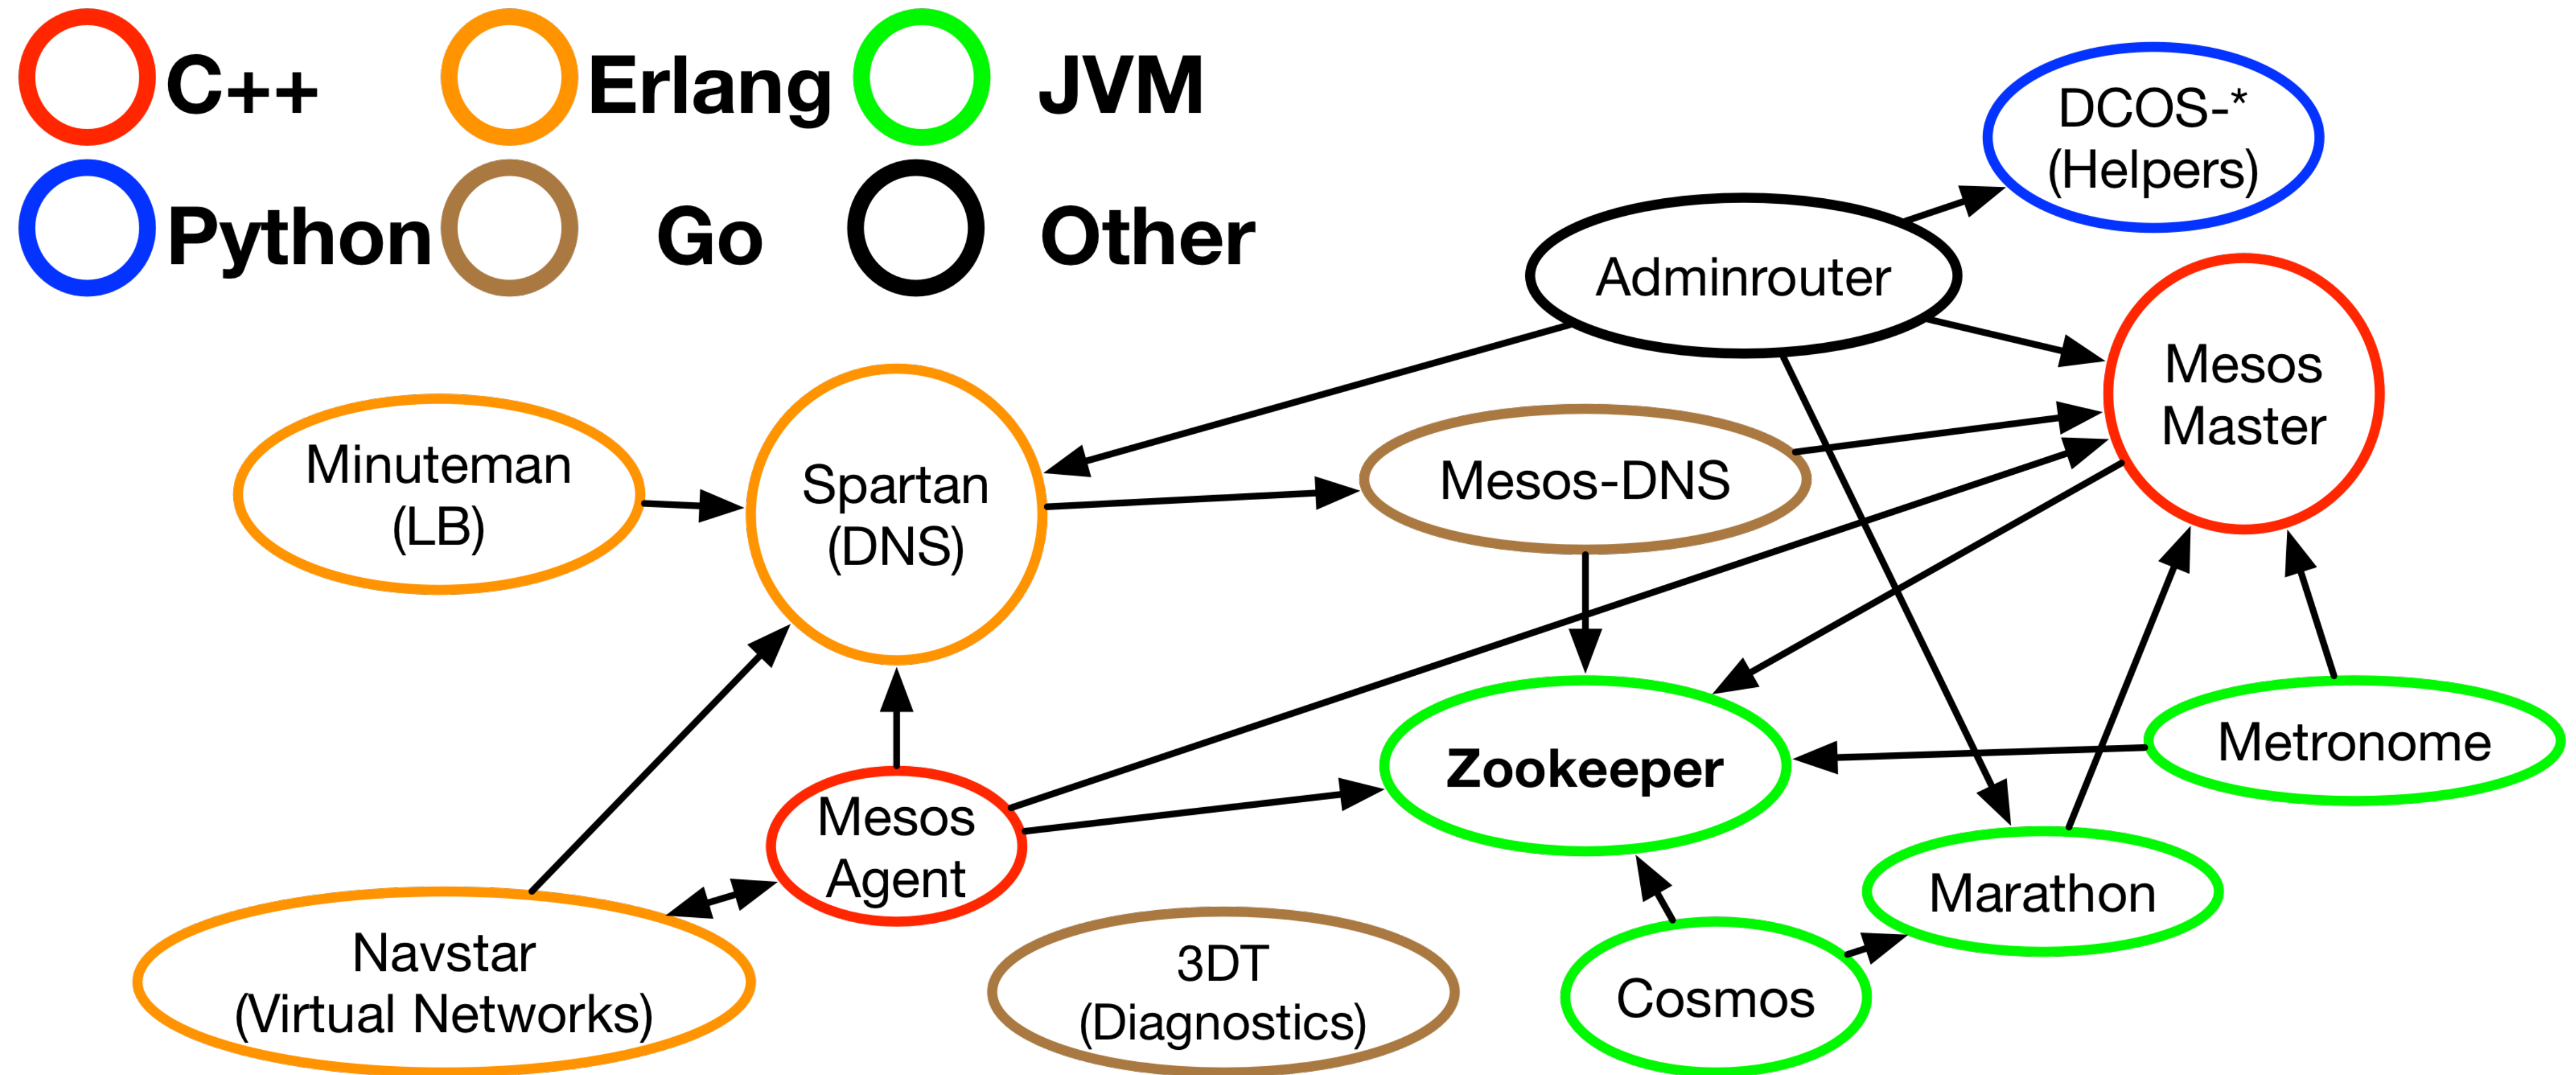 C++
Erlang
JVM
Python
Go
Other
DCOS-*
(Helpers)
Adminrouter
Mesos
Master
Minuteman
(LB)
Spartan
(DNS)
Mesos-DNS
Zookeeper
Metronome
Mesos
Agent
Marathon
Navstar
(Virtual Networks)
3DT
(Diagnostics)
Cosmos